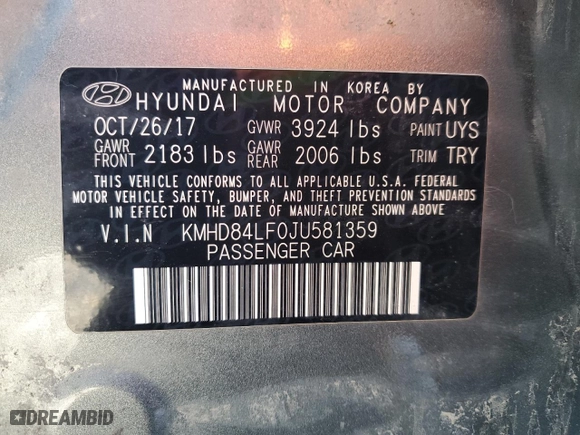 MANUFACTURED IN KOREA BY
HYUNDAI MOTOR COMPANY
OCT/26/17 GVWR 3924 lbs PAINT UYS
GAWR FRONT 2183 lbs GAWR REAR 2006 lbs TRIM TRY
THIS VEHICLE CONFORMS TO ALL APPLICABLE U.S.A. FEDERAL
MOTOR VEHICLE SAFETY, BUMPER, AND THEFT PREVENTION STANDARDS
IN EFFECT ON THE DATE OF MANUFACTURE SHOWN ABOVE
V.I.N KMHD84LF0JU581359
PASSENGER CAR
DREAMBID